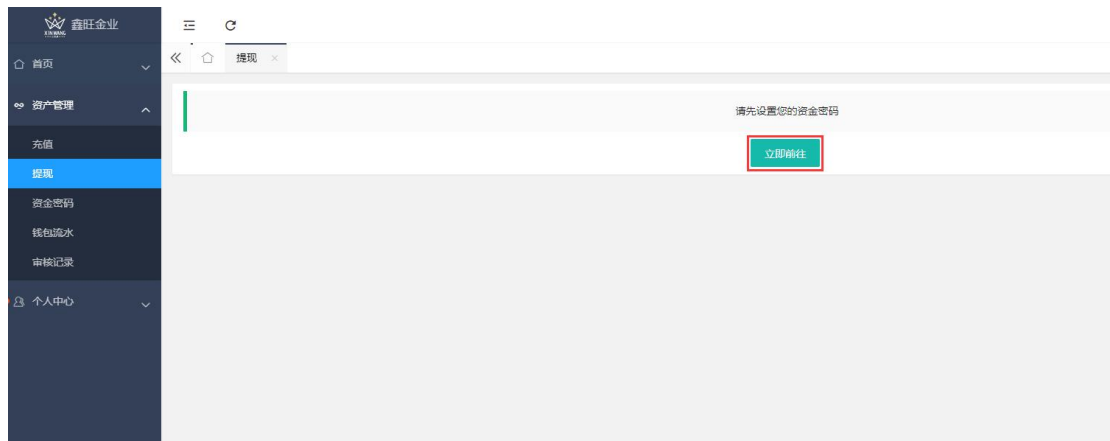 XINWANG 鑫旺金业
首页
提现
资产管理
请先设置您的资金密码
充值
立即前往
提现
资金密码
钱包流水
审核记录
个人中心